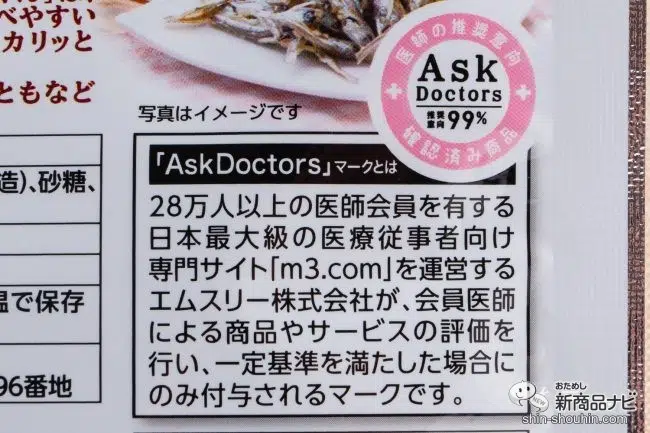 べやすい
カリッと
ともなど
写真はイメージです
医師の推奨意向
Ask
Doctors
推奨意向 99%
確認済み商品
造)、砂糖、
温で保存
96番地
「AskDoctors」マークとは
28万人以上の医師会員を有する
日本最大級の医療従事者向け
専門サイト「m3.com」を運営する
エムスリー株式会社が、会員医師
による商品やサービスの評価を
行い、一定基準を満たした場合に
のみ付与されるマークです。
おためし
新商品ナビ
NEW
shin-shouhin.com